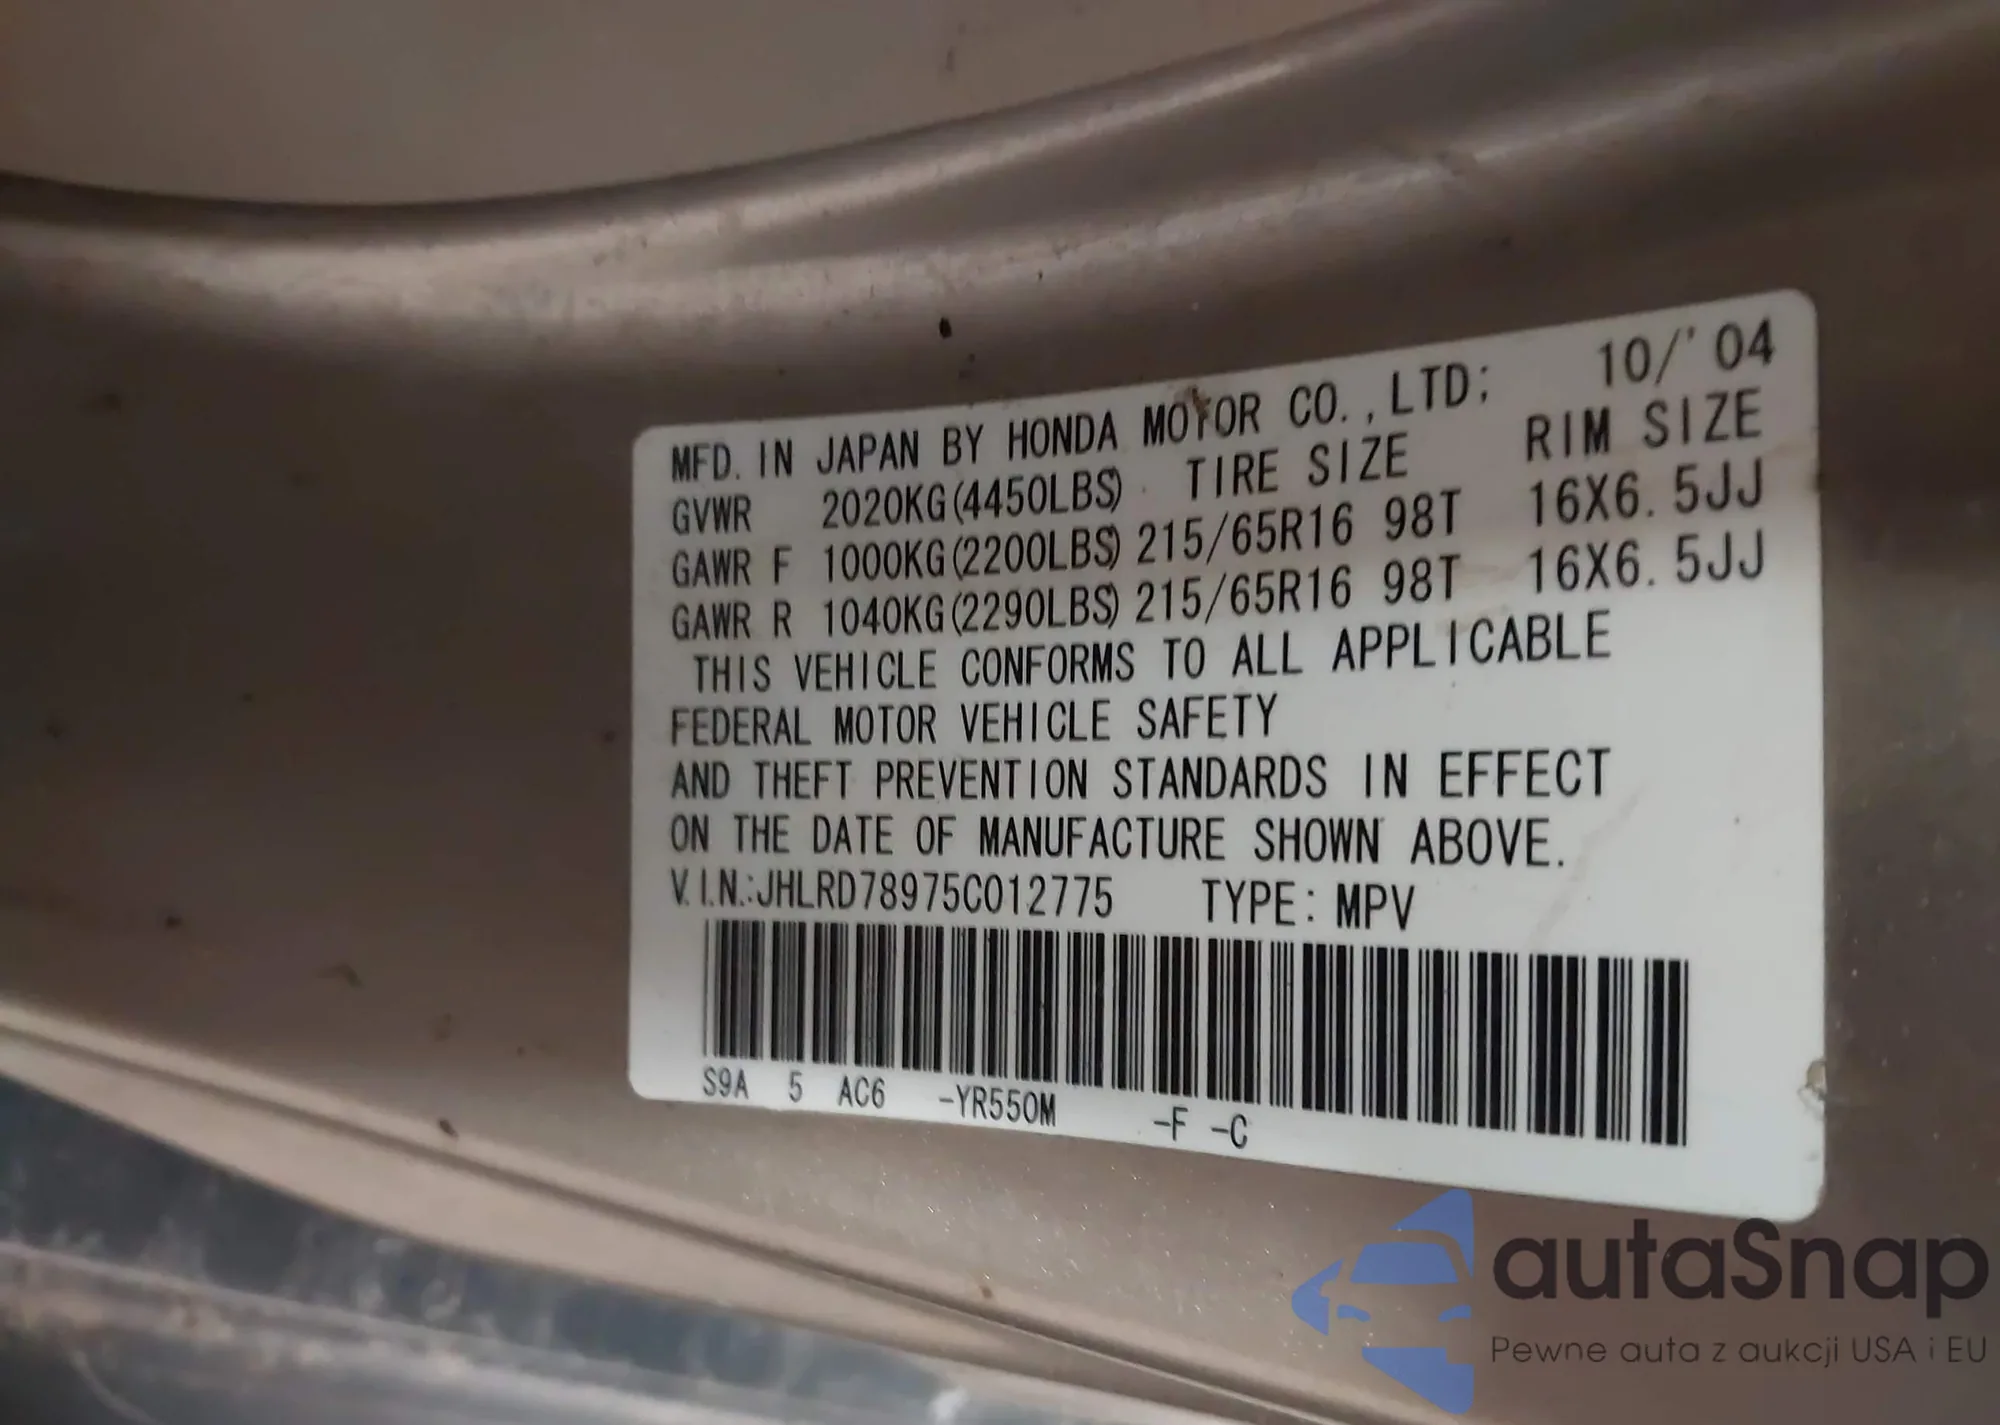 MFD. IN JAPAN BY HONDA MOTOR CO.,LTD; 10/'04
GVWR 2020KG(4450LBS) TIRE SIZE RIM SIZE
GAWR F 1000KG(2200LBS) 215/65R16 98T 16X6.5JJ
GAWR R 1040KG(2290LBS) 215/65R16 98T 16X6.5JJ
THIS VEHICLE CONFORMS TO ALL APPLICABLE
FEDERAL MOTOR VEHICLE SAFETY
AND THEFT PREVENTION STANDARDS IN EFFECT
ON THE DATE OF MANUFACTURE SHOWN ABOVE.
V.I.N.:JHLRD78975C012775 TYPE: MPV
S9A 5 AC6 -YR550M -F -C
autaSnap
Pewne auta z aukcji USA i EU